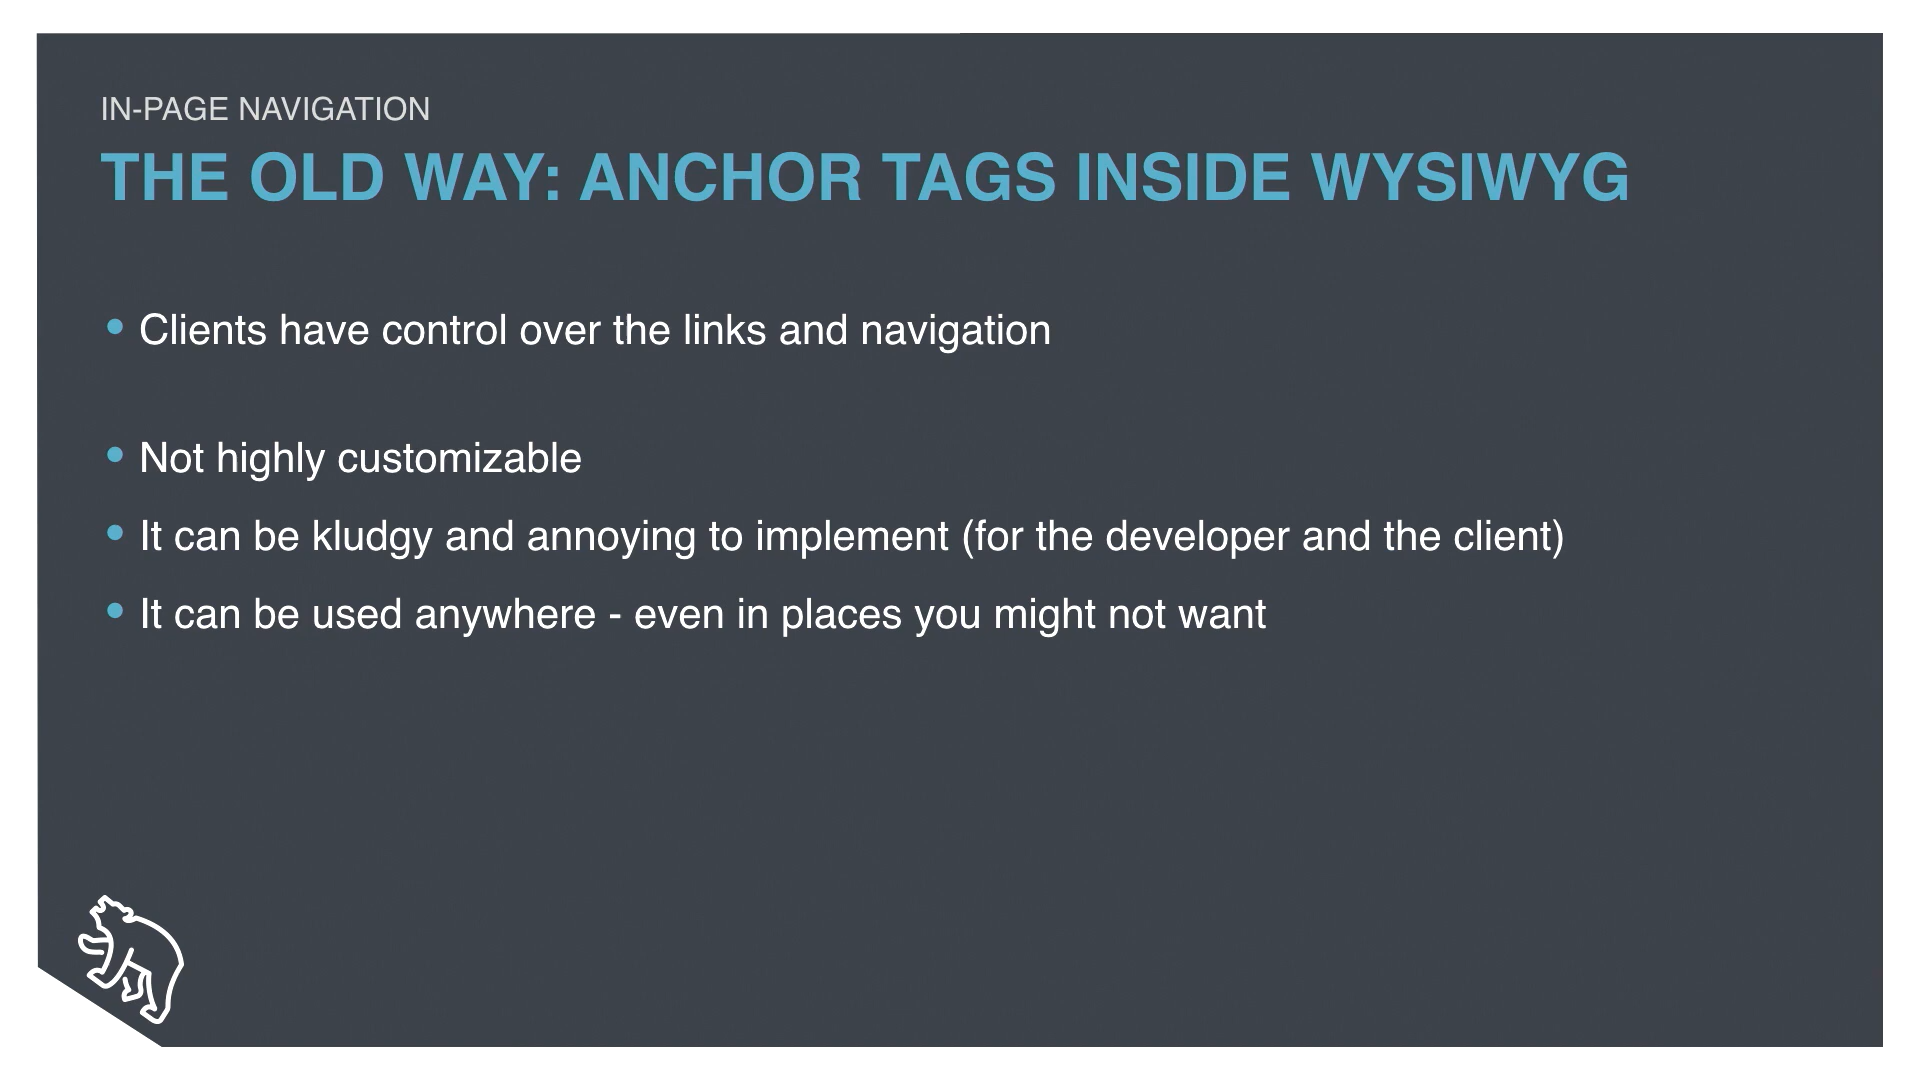 IN-PAGE NAVIGATION
THE OLD WAY: ANCHOR TAGS INSIDE WYSIWYG
• Clients have control over the links and navigation
• Not highly customizable
• It can be kludgy and annoying to implement (for the developer and the client)
• It can be used anywhere - even in places you might not want